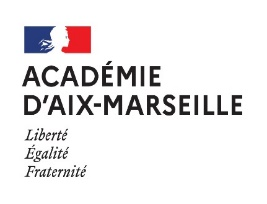 ACADÉMIE
D'AIX-MARSEILLE
Liberté
Égalité
Fraternité